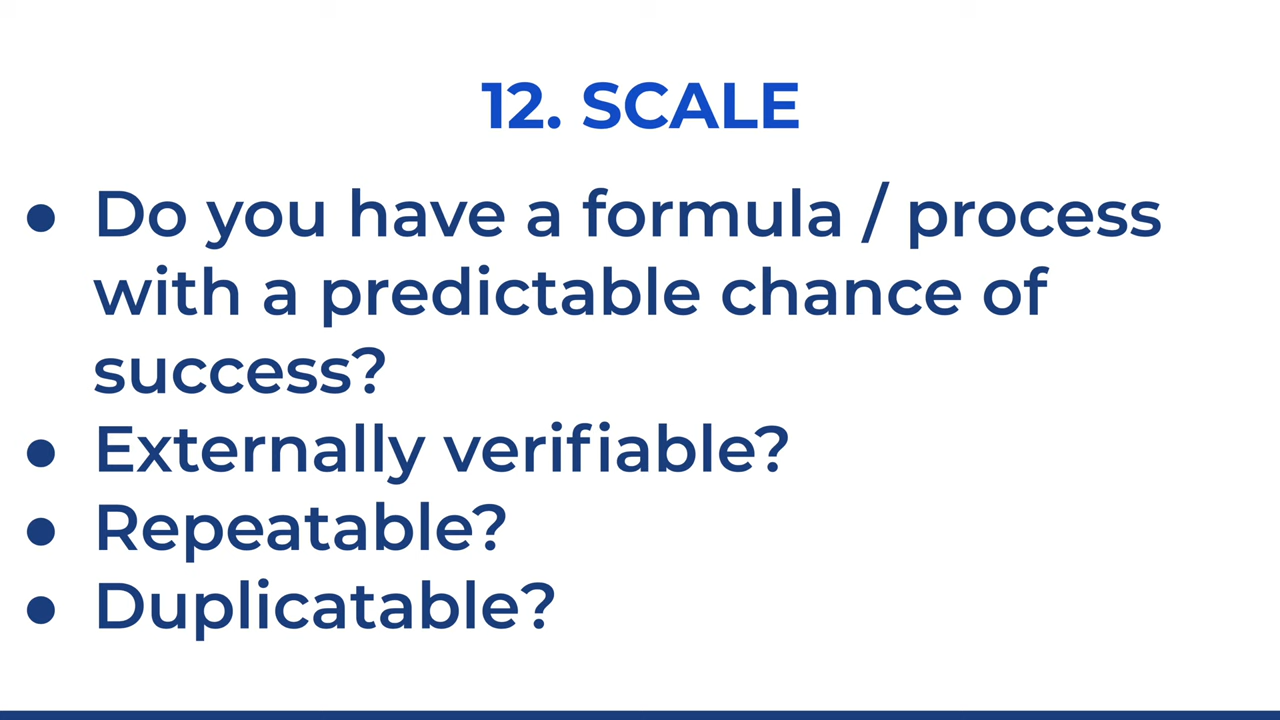 12. SCALE
● Do you have a formula / process
with a predictable chance of
success?
● Externally verifiable?
● Repeatable?
● Duplicatable?